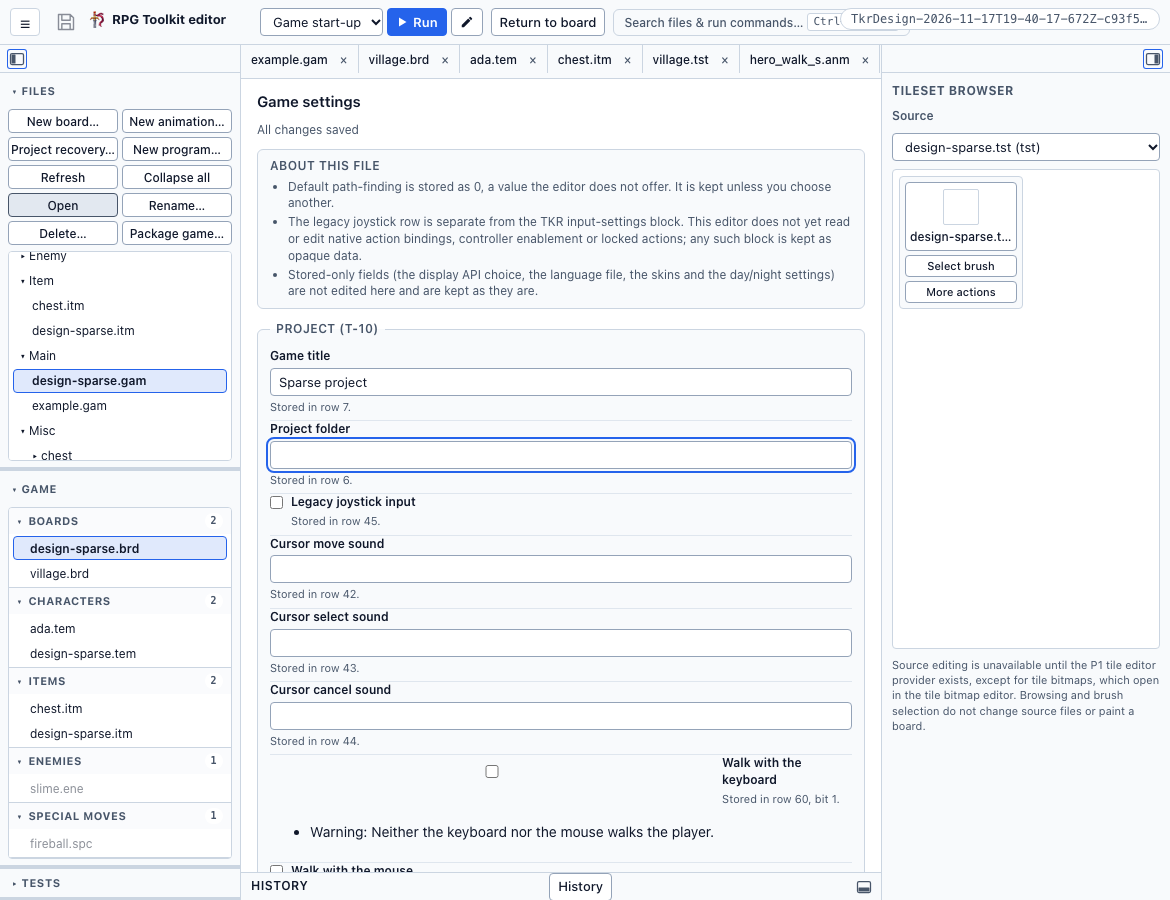 RPG Toolkit editor
Game start-up
Run
Return to board
Search files & run commands...
Ctrl
TkrDesign-2026-11-17T19-40-17-672Z-c93f5...
example.gam ×
village.brd ×
ada.tem ×
chest.itm ×
village.tst ×
hero_walk_s.anm ×
FILES
New board...
New animation...
Project recovery...
New program...
Refresh
Collapse all
Open
Rename...
Delete...
Package game...
Enemy
Item
chest.itm
design-sparse.itm
Main
design-sparse.gam
example.gam
Misc
chest
GAME
BOARDS 2
design-sparse.brd
village.brd
CHARACTERS 2
ada.tem
design-sparse.tem
ITEMS 2
chest.itm
design-sparse.itm
ENEMIES 1
slime.ene
SPECIAL MOVES 1
fireball.spc
TESTS
Game settings
All changes saved
ABOUT THIS FILE
• Default path-finding is stored as 0, a value the editor does not offer. It is kept unless you choose
another.
• The legacy joystick row is separate from the TKR input-settings block. This editor does not yet read
or edit native action bindings, controller enablement or locked actions; any such block is kept as
opaque data.
• Stored-only fields (the display API choice, the language file, the skins and the day/night settings)
are not edited here and are kept as they are.
PROJECT (T-10)
Game title
Sparse project
Stored in row 7.
Project folder
Stored in row 6.
Legacy joystick input
Stored in row 45.
Cursor move sound
Stored in row 42.
Cursor select sound
Stored in row 43.
Cursor cancel sound
Stored in row 44.
Walk with the
keyboard
Stored in row 60, bit 1.
• Warning: Neither the keyboard nor the mouse walks the player.
Walk with the mouse
HISTORY
History
TILESET BROWSER
Source
design-sparse.tst (tst)
design-sparse.t...
Select brush
More actions
Source editing is unavailable until the P1 tile editor
provider exists, except for tile bitmaps, which open
in the tile bitmap editor. Browsing and brush
selection do not change source files or paint a
board.